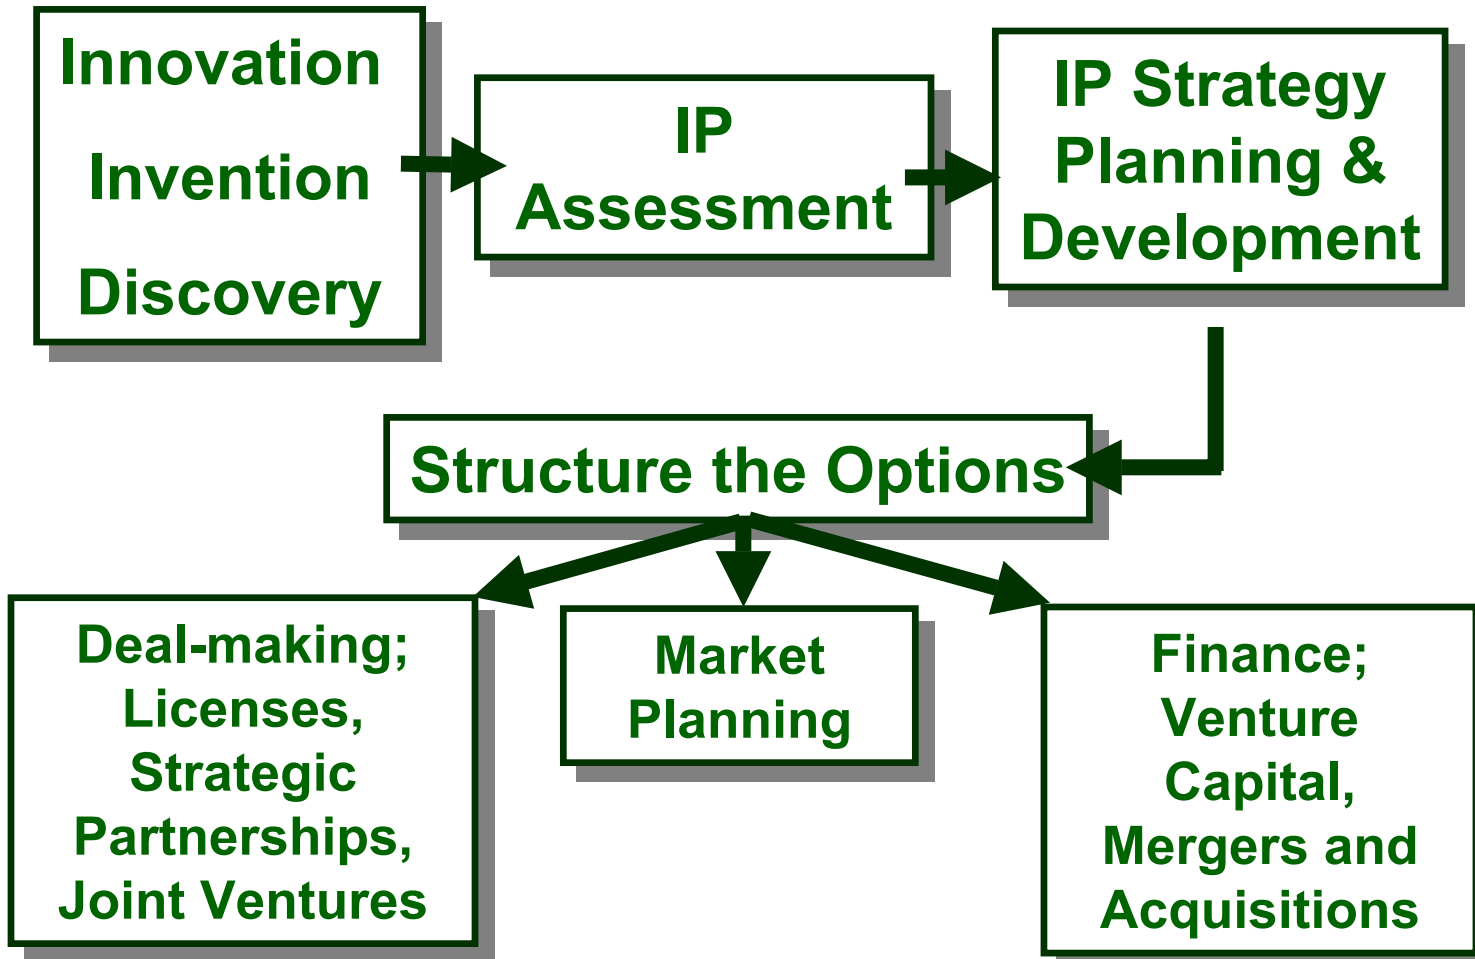 Innovation
Invention
Discovery
IP
Assessment
IP Strategy
Planning &
Development
Structure the Options
Deal-making;
Licenses,
Strategic
Partnerships,
Joint Ventures
Market
Planning
Finance;
Venture
Capital,
Mergers and
Acquisitions